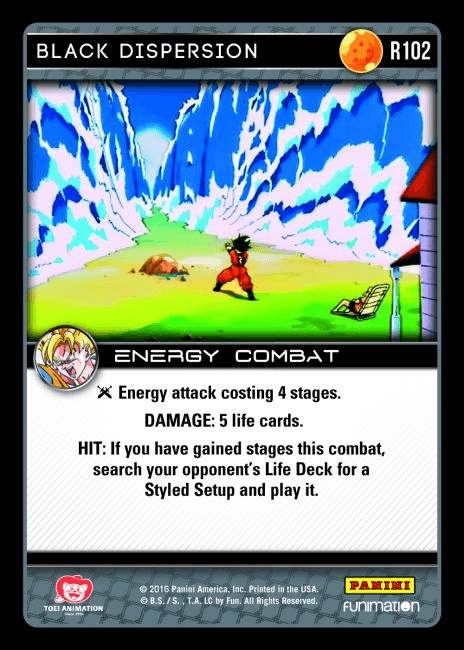 BLACK DISPERSION
R102
ENERGY COMBAT
Energy attack costing 4 stages.
DAMAGE: 5 life cards.
HIT: If you have gained stages this combat,
search your opponent's Life Deck for a
Styled Setup and play it.
TOEI ANIMATION
© 2016 Panini America, Inc. Printed in the USA.
© B.S. / S. , T.A. LC by Fun. All Rights Reserved.
PANINI
FUNIMATION